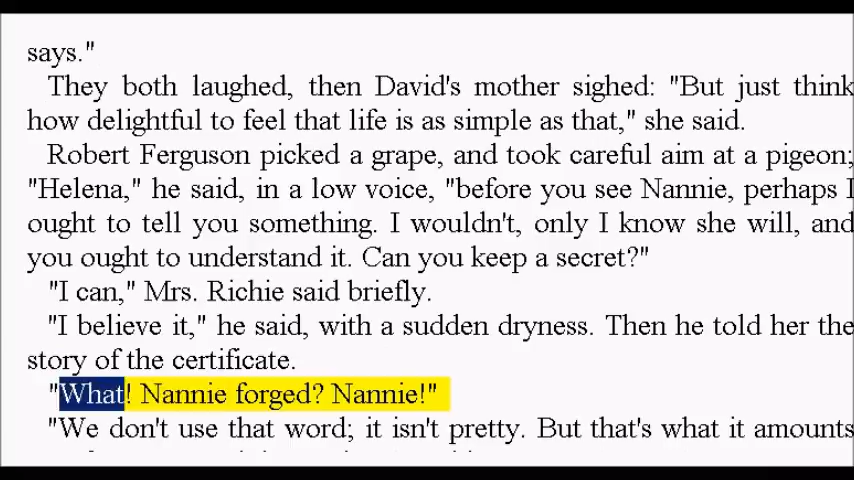 says."
They both laughed, then David's mother sighed: "But just think
how delightful to feel that life is as simple as that," she said.
Robert Ferguson picked a grape, and took careful aim at a pigeon;
"Helena," he said, in a low voice, "before you see Nannie, perhaps I
ought to tell you something. I wouldn't, only I know she will, and
you ought to understand it. Can you keep a secret?"
"I can," Mrs. Richie said briefly.
"I believe it," he said, with a sudden dryness. Then he told her the
story of the certificate.
"What! Nannie forged? Nannie!"
"We don't use that word; it isn't pretty. But that's what it amounts